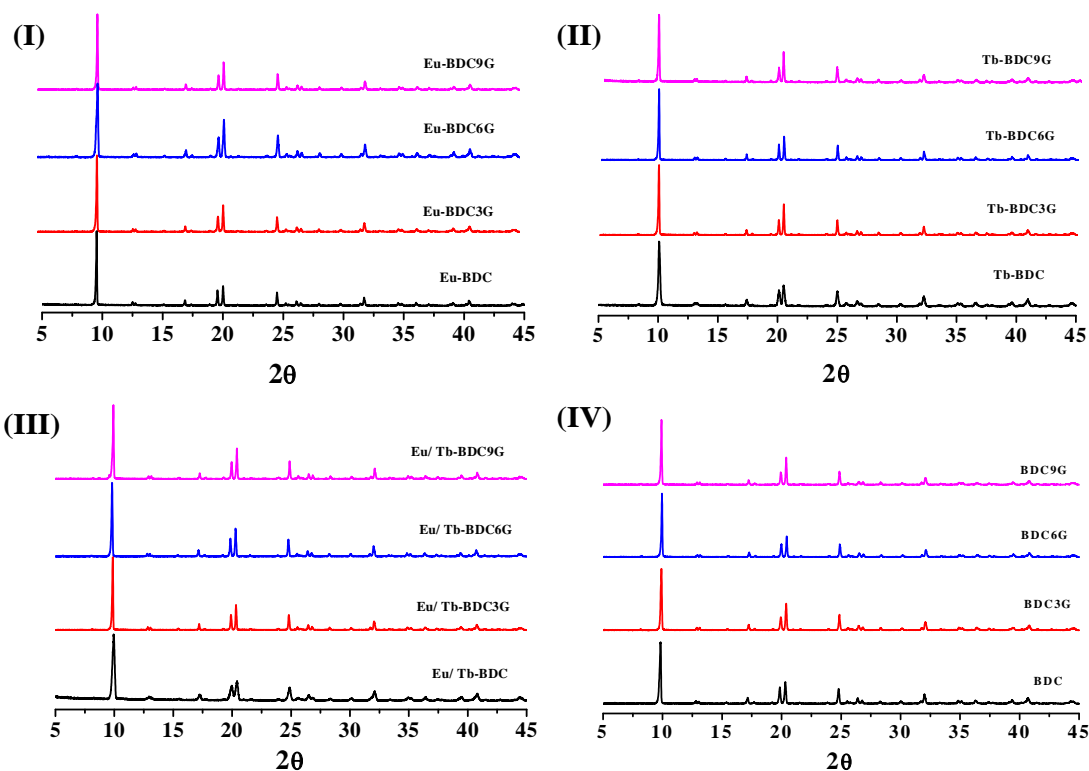 (I)
Eu-BDC9G
Eu-BDC6G
Eu-BDC3G
Eu-BDC
5 10 15 20 25 30 35 40 45
2θ
(II)
Tb-BDC9G
Tb-BDC6G
Tb-BDC3G
Tb-BDC
5 10 15 20 25 30 35 40 45
2θ
(III)
Eu/ Tb-BDC9G
Eu/ Tb-BDC6G
Eu/ Tb-BDC3G
Eu/ Tb-BDC
5 10 15 20 25 30 35 40 45
2θ
(IV)
BDC9G
BDC6G
BDC3G
BDC
5 10 15 20 25 30 35 40 45
2θ